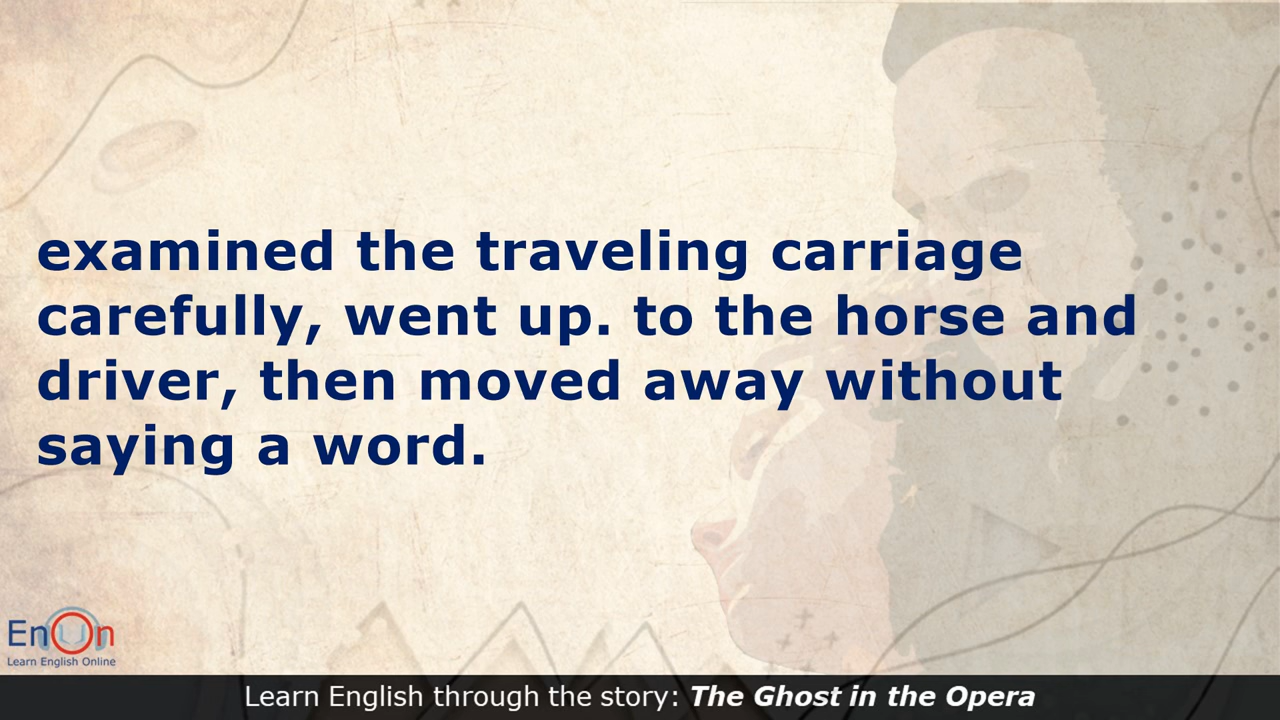 examined the traveling carriage
carefully, went up. to the horse and
driver, then moved away without
saying a word.
EnOn
Learn English Online
Learn English through the story: The Ghost in the Opera